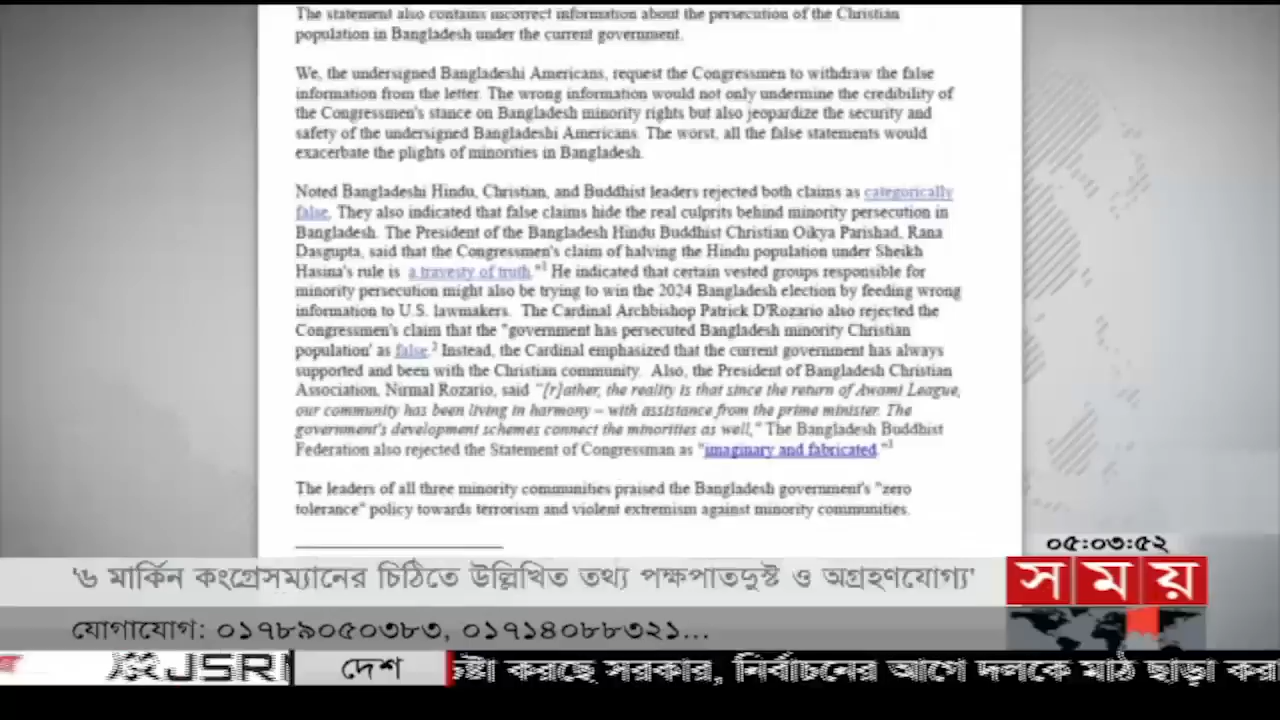 The statement also contains incorrect information about the persecution of the Christian
population in Bangladesh under the current government.
We, the undersigned Bangladeshi Americans, request the Congressmen to withdraw the false
information from the letter. The wrong information would not only undermine the credibility of
the Congressmen's stance on Bangladesh minority rights but also jeopardize the security and
safety of the undersigned Bangladeshi Americans. The worst, all the false statements would
exacerbate the plights of minorities in Bangladesh.
Noted Bangladeshi Hindu, Christian, and Buddhist leaders rejected both claims as categorically
false. They also indicated that false claims hide the real culprits behind minority persecution in
Bangladesh. The President of the Bangladesh Hindu Buddhist Christian Oikya Parishad, Rana
Dasgupta, said that the Congressmen's claim of halving the Hindu population under Sheikh
Hasina's rule is a travesty of truth."1 He indicated that certain vested groups responsible for
minority persecution might also be trying to win the 2024 Bangladesh election by feeding wrong
information to U.S. lawmakers. The Cardinal Archbishop Patrick D'Rozario also rejected the
Congressmen's claim that the "government has persecuted Bangladesh minority Christian
population' as false.2 Instead, the Cardinal emphasized that the current government has always
supported and been with the Christian community. Also, the President of Bangladesh Christian
Association, Nirmal Rozario, said "[r]ather, the reality is that since the return of Awami League,
our community has been living in harmony – with assistance from the prime minister. The
government's development schemes connect the minorities as well," The Bangladesh Buddhist
Federation also rejected the Statement of Congressman as "imaginary and fabricated."3
The leaders of all three minority communities praised the Bangladesh government's "zero
tolerance" policy towards terrorism and violent extremism against minority communities.
০৫:০৩:৫২
'৬ মার্কিন কংগ্রেসম্যানের চিঠিতে উল্লিখিত তথ্য পক্ষপাতদুষ্ট ও অগ্রহণযোগ্য'
সময়
যোগাযোগ: ০১৭৮৯০৫০৩৮৩, ০১৭১৪০৮৮৩২১...
JSRM দেশ ষ্টা করছে সরকার, নির্বাচনের আগে দলকে মাঠ ছাড়া করা